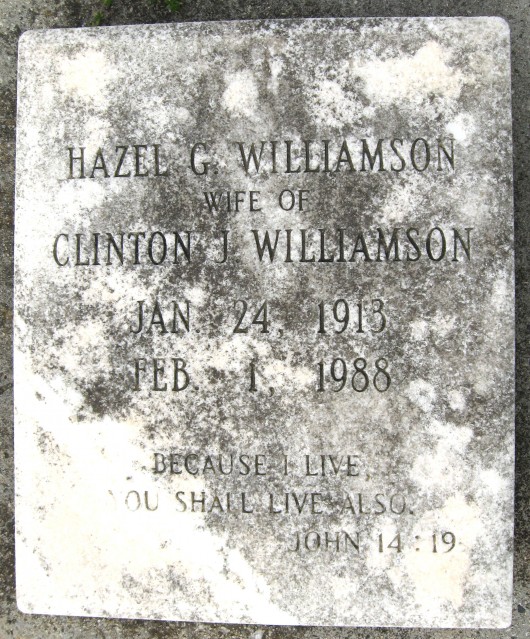 HAZEL G. WILLIAMSON
WIFE OF
CLINTON J WILLIAMSON
JAN. 24, 1913
FEB. 1, 1988
BECAUSE I LIVE,
YOU SHALL LIVE ALSO.
JOHN 14:19